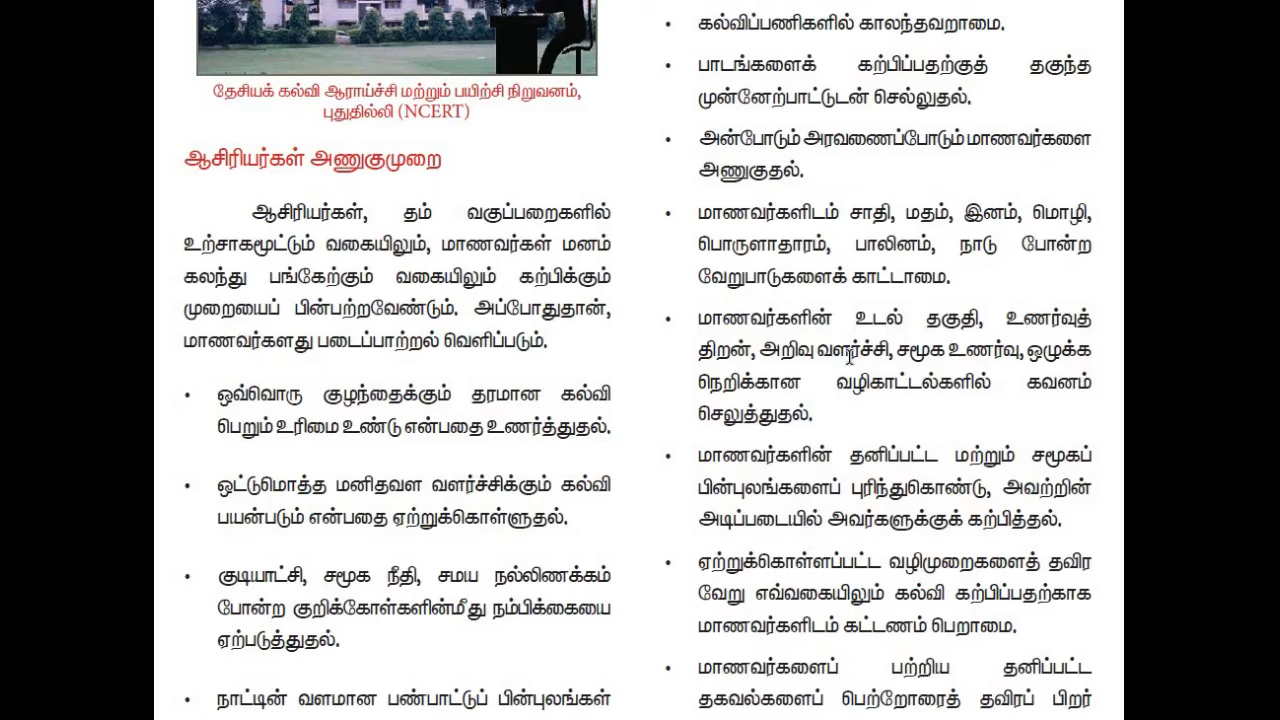 தேசியக் கல்வி ஆராய்ச்சி மற்றும் பயிற்சி நிறுவனம்,
புதுதில்லி (NCERT)
ஆசிரியர்கள் அணுகுமுறை
ஆசிரியர்கள், தம் வகுப்பறைகளில்
உற்சாகமூட்டும் வகையிலும், மாணவர்கள் மனம்
கலந்து பங்கேற்கும் வகையிலும் கற்பிக்கும்
முறையைப் பின்பற்றவேண்டும். அப்போதுதான்,
மாணவர்களது படைப்பாற்றல் வெளிப்படும்.
• ஒவ்வொரு குழந்தைக்கும் தரமான கல்வி
பெறும் உரிமை உண்டு என்பதை உணர்த்துதல்.
• ஒட்டுமொத்த மனிதவள வளர்ச்சிக்கும் கல்வி
பயன்படும் என்பதை ஏற்றுக்கொள்ளுதல்.
• குடியாட்சி, சமூக நீதி, சமய நல்லிணக்கம்
போன்ற குறிக்கோள்களின்மீது நம்பிக்கையை
ஏற்படுத்துதல்.
• நாட்டின் வளமான பண்பாட்டுப் பின்புலங்கள்
• கல்விப்பணிகளில் காலந்தவறாமை.
• பாடங்களைக் கற்பிப்பதற்குத் தகுந்த
முன்னேற்பாட்டுடன் செல்லுதல்.
• அன்போடும் அரவணைப்போடும் மாணவர்களை
அணுகுதல்.
• மாணவர்களிடம் சாதி, மதம், இனம், மொழி,
பொருளாதாரம், பாலினம், நாடு போன்ற
வேறுபாடுகளைக் காட்டாமை.
• மாணவர்களின் உடல் தகுதி, உணர்வுத்
திறன், அறிவு வளர்ச்சி, சமூக உணர்வு, ஒழுக்க
நெறிக்கான வழிகாட்டல்களில் கவனம்
செலுத்துதல்.
• மாணவர்களின் தனிப்பட்ட மற்றும் சமூகப்
பின்புலங்களைப் புரிந்துகொண்டு, அவற்றின்
அடிப்படையில் அவர்களுக்குக் கற்பித்தல்.
• ஏற்றுக்கொள்ளப்பட்ட வழிமுறைகளைத் தவிர
வேறு எவ்வகையிலும் கல்வி கற்பிப்பதற்காக
மாணவர்களிடம் கட்டணம் பெறாமை.
• மாணவர்களைப் பற்றிய தனிப்பட்ட
தகவல்களைப் பெற்றோரைத் தவிரப் பிறர்